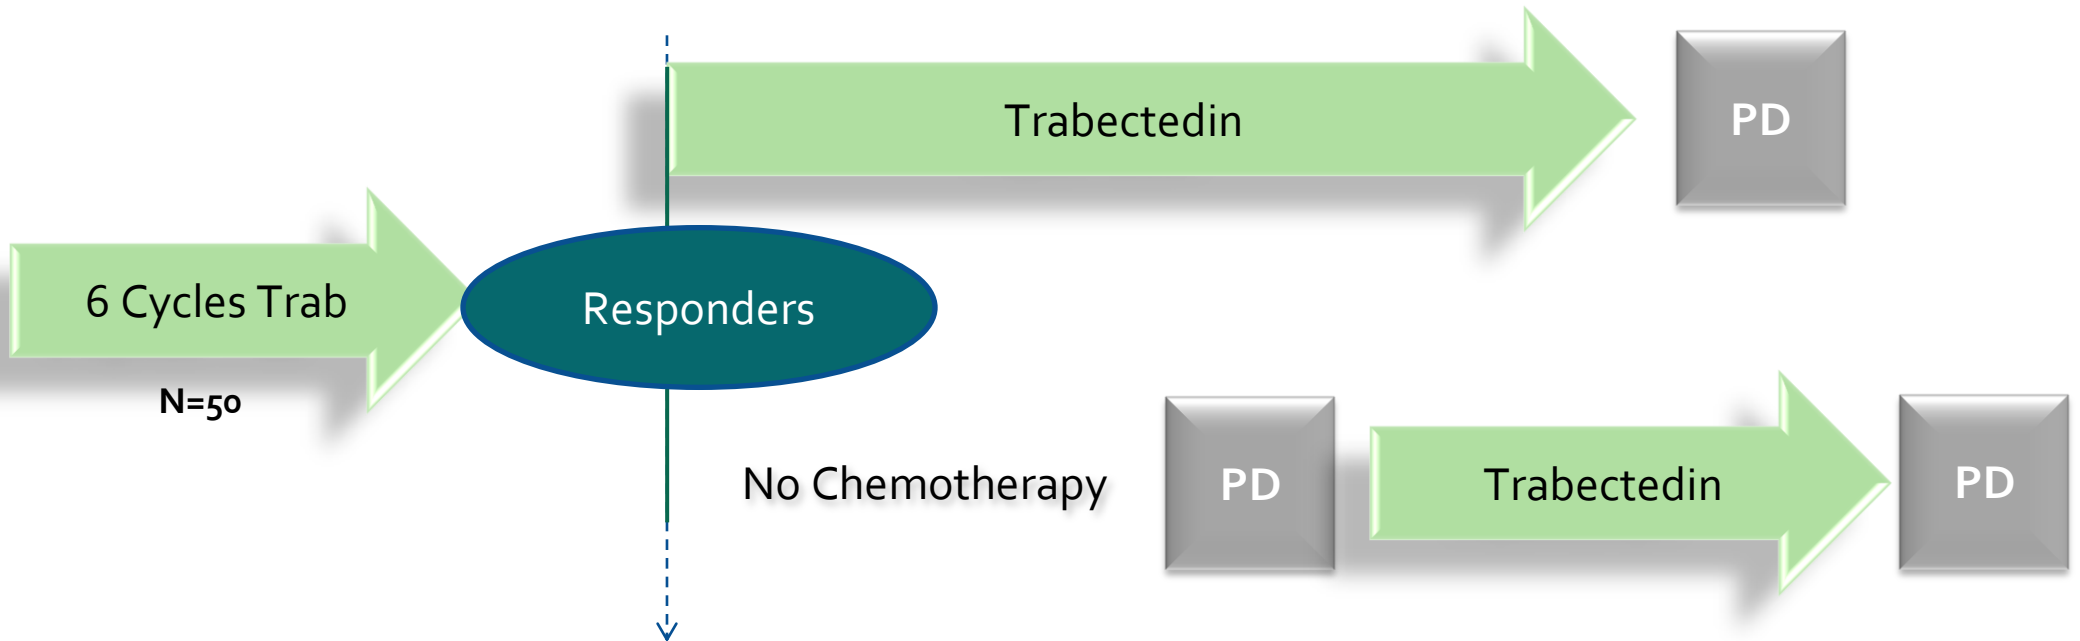 Trabectedin
PD
6 Cycles Trab
Responders
N=50
No Chemotherapy
PD
Trabectedin
PD